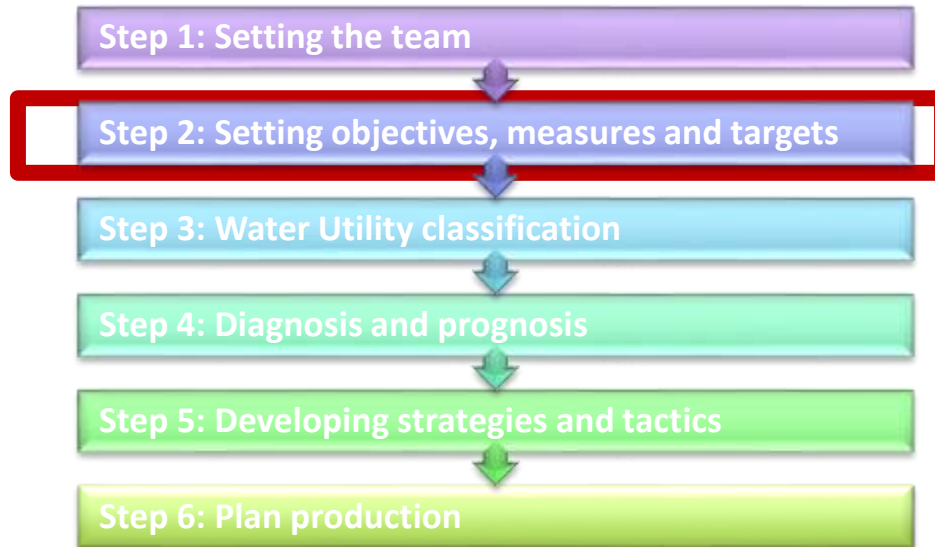 Step 1: Setting the team
Step 2: Setting objectives, measures and targets
Step 3: Water Utility classification
Step 4: Diagnosis and prognosis
Step 5: Developing strategies and tactics
Step 6: Plan production